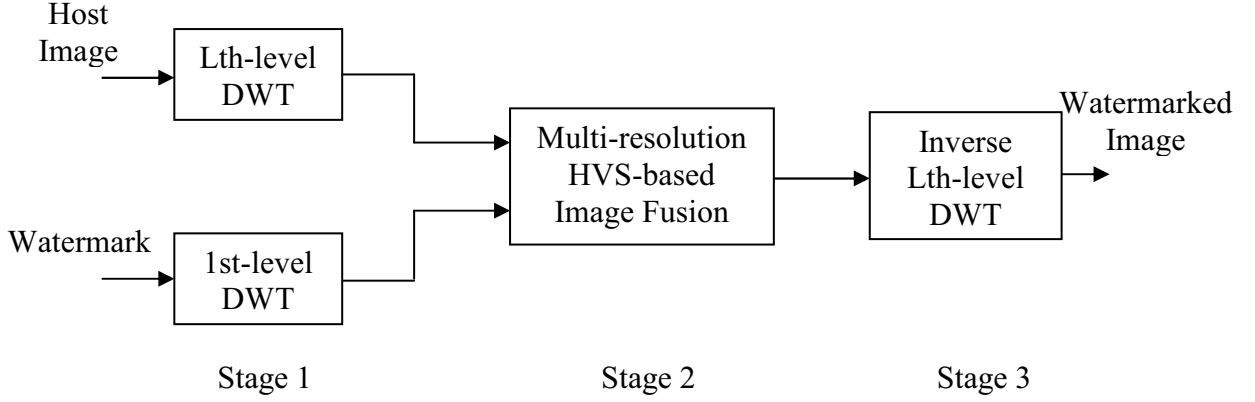 Host
Image
Lth-level
DWT
Watermark
1st-level
DWT
Multi-resolution
HVS-based
Image Fusion
Inverse
Lth-level
DWT
Watermarked
Image
Stage 1
Stage 2
Stage 3